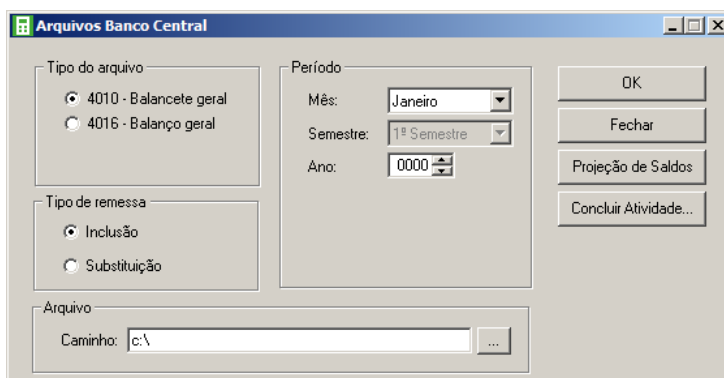 Arquivos Banco Central
Tipo do arquivo
4010 - Balancete geral
4016 - Balanço geral
Tipo de remessa
Inclusão
Substituição
Período
Mês: Janeiro
Semestre: 1º Semestre
Ano: 0000
OK
Fechar
Projeção de Saldos
Concluir Atividade...
Arquivo
Caminho: c:\ ...